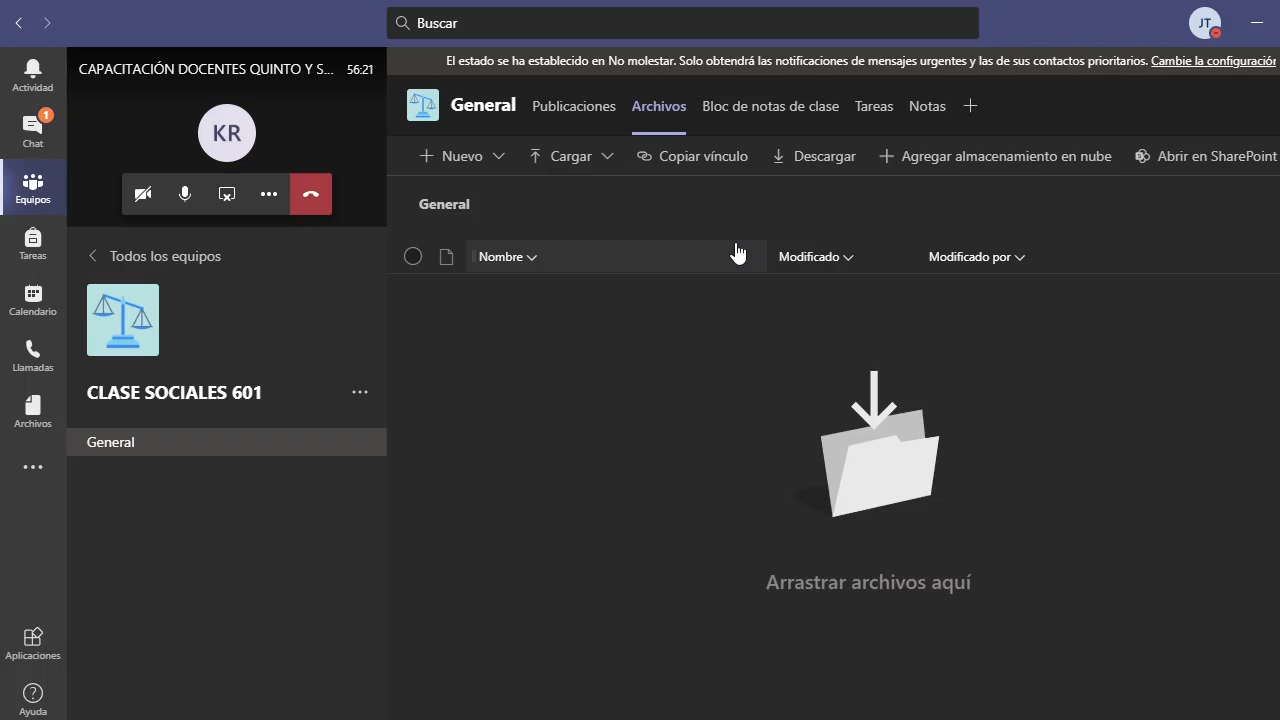 Buscar
JT
Actividad
1
Chat
Equipos
Tareas
Calendario
Llamadas
Archivos
Aplicaciones
Ayuda
CAPACITACIÓN DOCENTES QUINTO Y S... 56:21
KR
Todos los equipos
CLASE SOCIALES 601
General
El estado se ha establecido en No molestar. Solo obtendrá las notificaciones de mensajes urgentes y las de sus contactos prioritarios. Cambie la configuración
General Publicaciones Archivos Bloc de notas de clase Tareas Notas
Nuevo Cargar Copiar vínculo Descargar Agregar almacenamiento en nube Abrir en SharePoint
General
Nombre Modificado Modificado por
Arrastrar archivos aquí